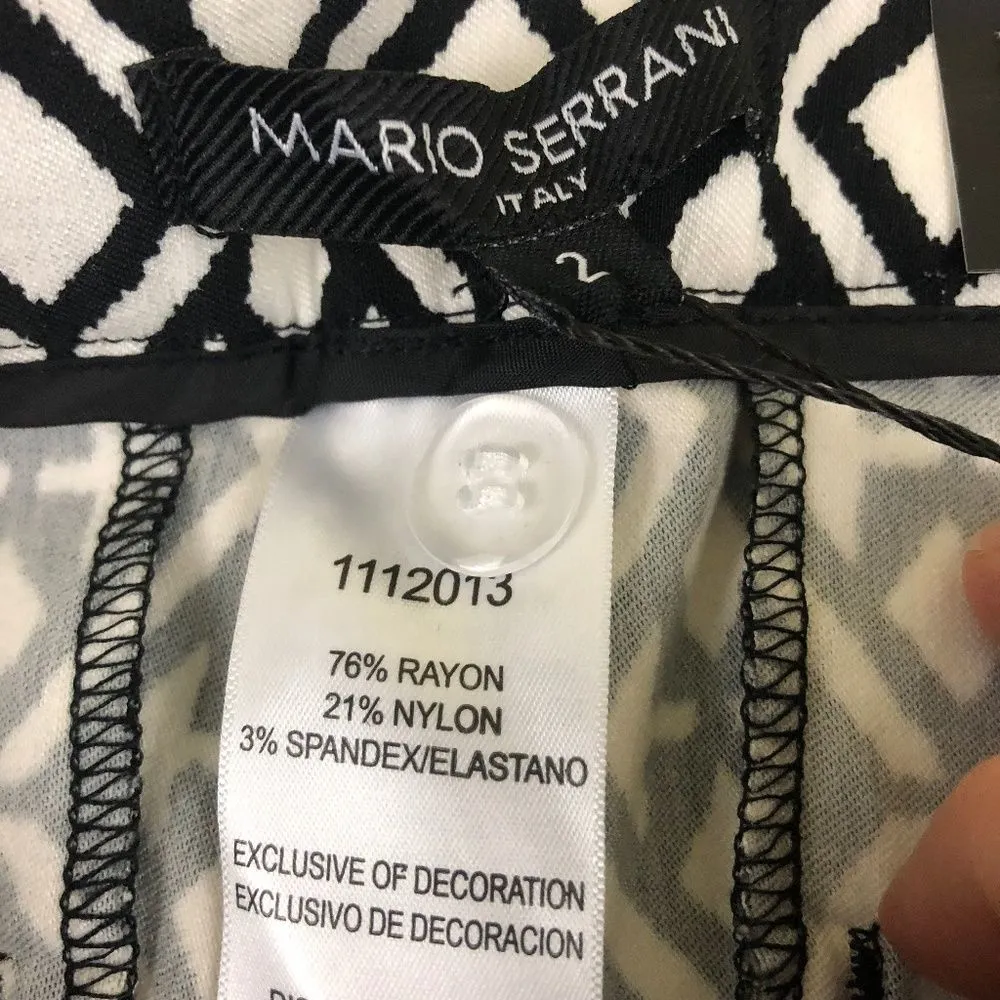 MARIO SERRANI
ITALY
2
1112013
76% RAYON
21% NYLON
3% SPANDEX/ELASTANO
EXCLUSIVE OF DECORATION
EXCLUSIVO DE DECORACION